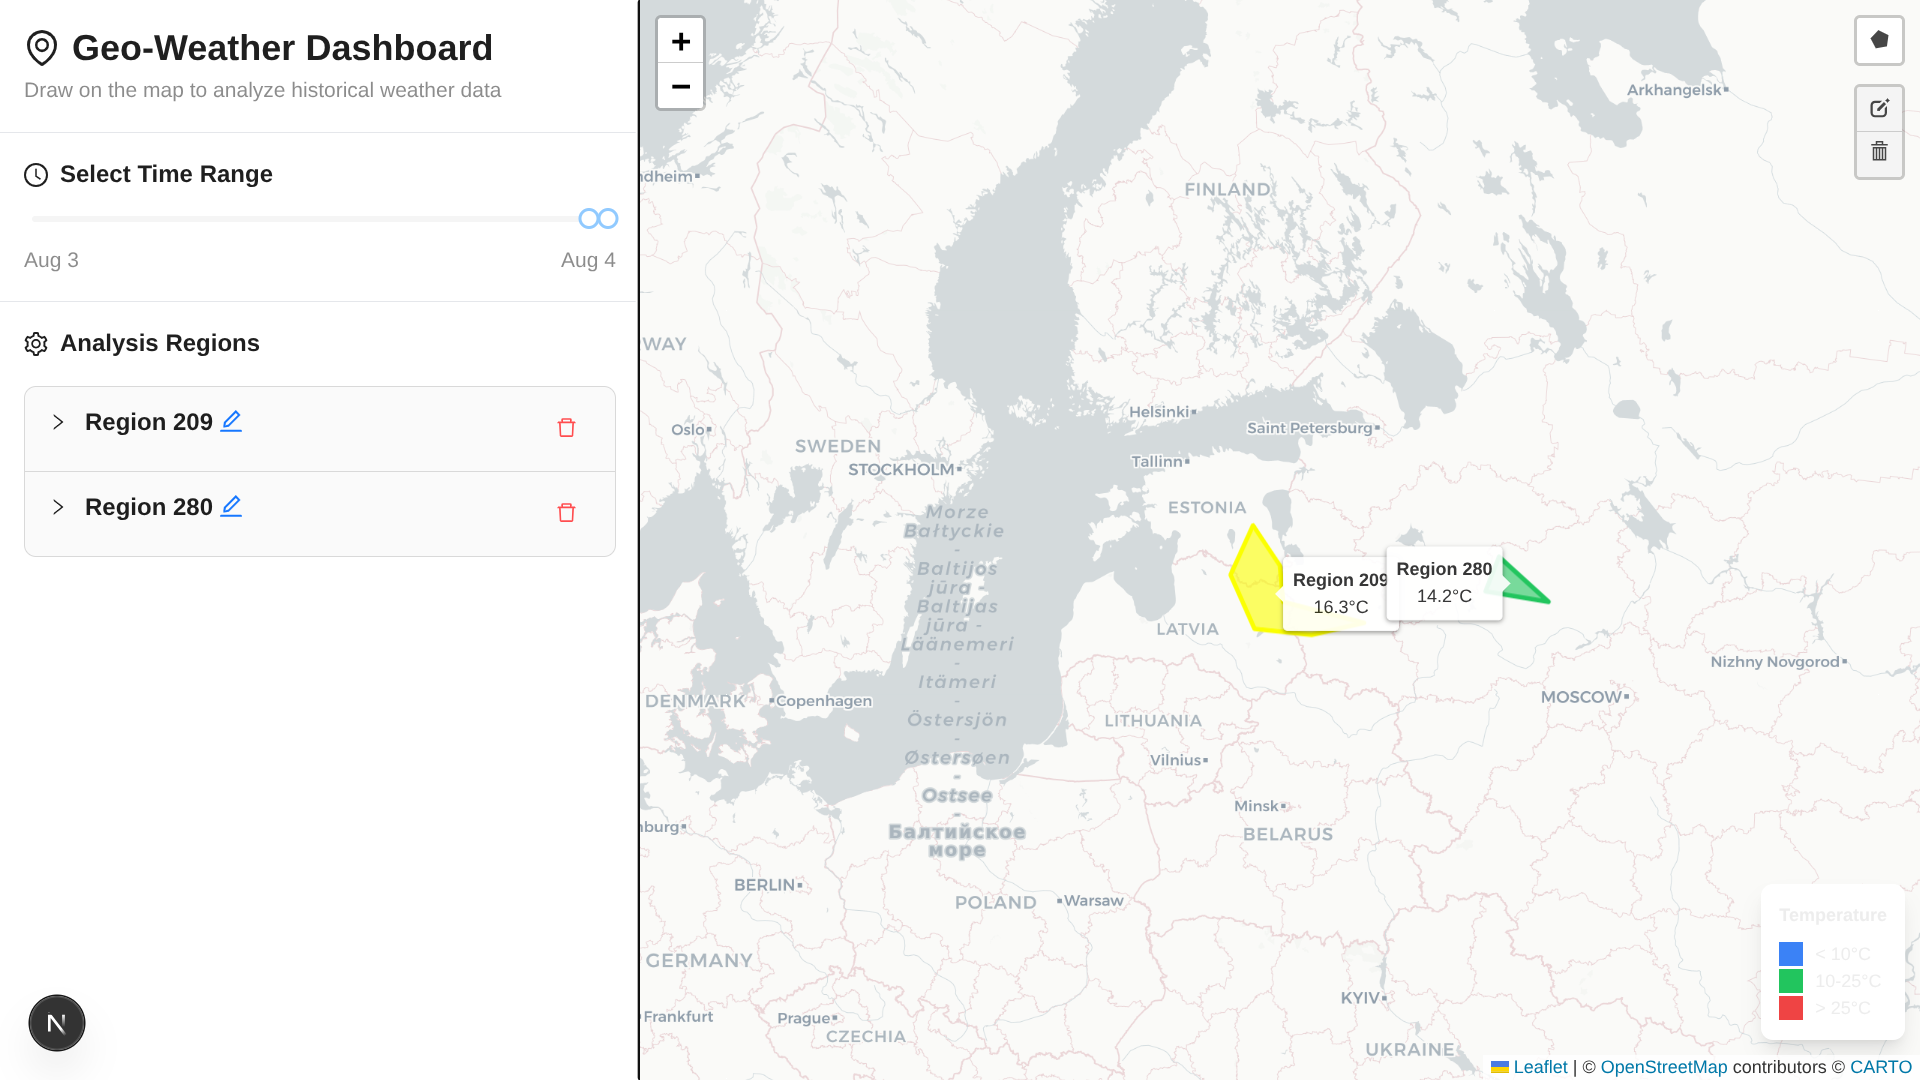 Geo-Weather Dashboard
Draw on the map to analyze historical weather data
Select Time Range
Aug 3
Aug 4
Analysis Regions
Region 209
Region 280
+
−
Arkhangelsk
dheim
FINLAND
WAY
Helsinki
Oslo
Saint Petersburg
SWEDEN
STOCKHOLM
Tallinn
ESTONIA
Morze
Bałtyckie
-
Baltijos
jūra -
Baltijas
jūra -
Läänemeri
-
Itämeri
-
Östersjön
-
Østersøen
-
Ostsee
-
Балтийское
море
Region 209
16.3°C
Region 280
14.2°C
LATVIA
Nizhny Novgorod
MOSCOW
DENMARK
Copenhagen
LITHUANIA
Vilnius
Minsk
nburg
BELARUS
BERLIN
POLAND
Warsaw
GERMANY
KYIV
Frankfurt
Prague
CZECHIA
UKRAINE
Temperature
< 10°C
10-25°C
> 25°C
N
Leaflet | © OpenStreetMap contributors © CARTO